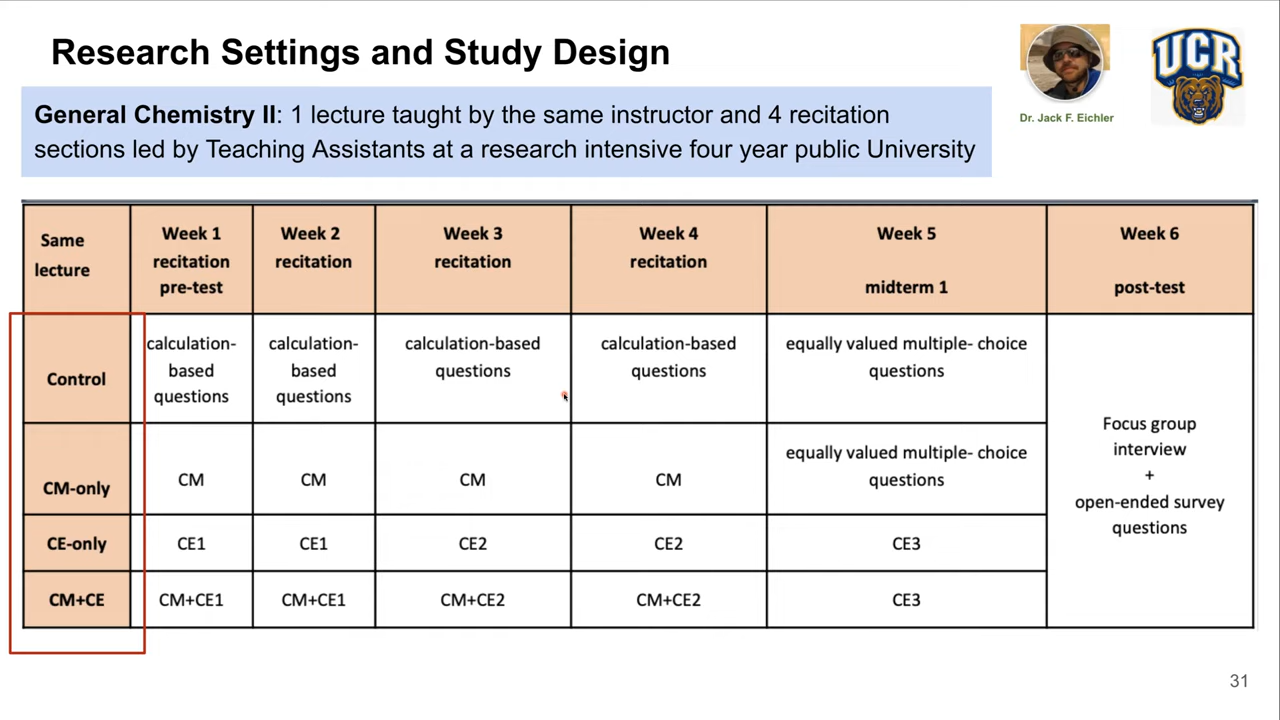 Research Settings and Study Design
UCR
Dr. Jack F. Eichler
General Chemistry II: 1 lecture taught by the same instructor and 4 recitation
sections led by Teaching Assistants at a research intensive four year public University
Same
lecture
Week 1
recitation
pre-test
Week 2
recitation
Week 3
recitation
Week 4
recitation
Week 5
midterm 1
Week 6
post-test
Control
calculation-
based
questions
calculation-
based
questions
calculation-based
questions
calculation-based
questions
equally valued multiple- choice
questions
Focus group
interview
+
open-ended survey
questions
CM-only
CM
CM
CM
CM
equally valued multiple- choice
questions
CE-only
CE1
CE1
CE2
CE2
CE3
CM+CE
CM+CE1
CM+CE1
CM+CE2
CM+CE2
CE3
31